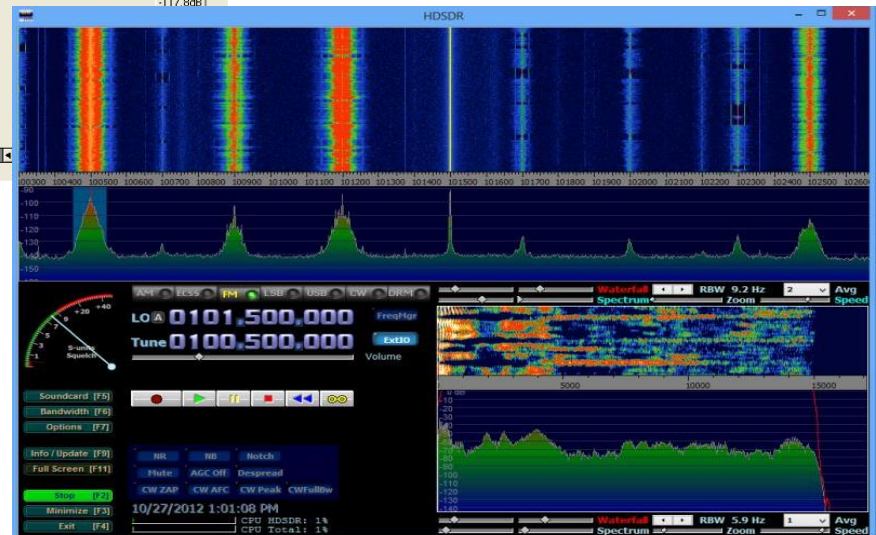 -[17.8dB]
HDSDR
100300 100400 100500 100600 100700 100800 100900 101000 101100 101200 101300 101400 101500 101600 101700 101800 101900 102000 102100 102200 102300 102400 102500 102600
-90
-100
-110
-120
-130
-140
-150
AM ECSS FM LSB USB CW DRM
Waterfall RBW 9.2 Hz 2 Avg
Spectrum Zoom Speed
+20 +40
9
7
5
3
1
S-units
Squelch
LO A 0101,500,000 FreqMgr
Tune 0100,500,000 ExtIO
Volume
5000 10000 15000
Soundcard [F5]
Bandwidth [F6]
Options [F7]
Info / Update [F9]
Full Screen [F11]
Stop [F2]
Minimize [F3]
Exit [F4]
NR NB Notch
Mute AGC Off Despread
CW ZAP CW AFC CW Peak CWFullBw
10/27/2012 1:01:08 PM
CPU HDSDR: 1%
CPU Total: 1%
0 dB
-10
-20
-30
-40
-50
-60
-70
-80
-90
-100
-110
-120
-130
-140
Waterfall RBW 5.9 Hz 1 Avg
Spectrum Zoom Speed